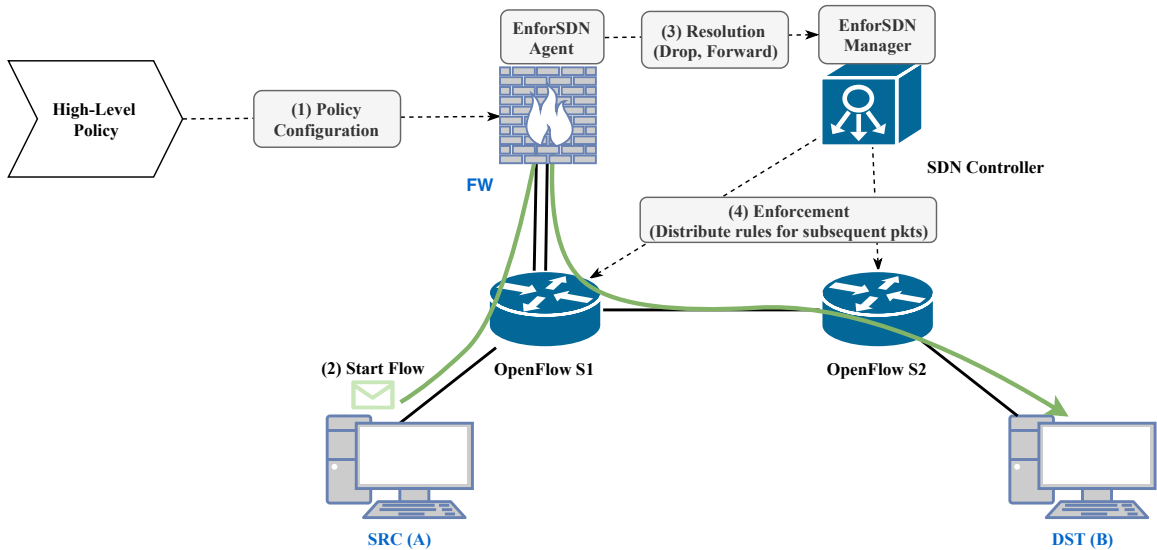 EnforSDN
Agent
(3) Resolution
(Drop, Forward)
EnforSDN
Manager
High-Level
Policy
(1) Policy
Configuration
FW
SDN Controller
(4) Enforcement
(Distribute rules for subsequent pkts)
(2) Start Flow
OpenFlow S1
OpenFlow S2
SRC (A)
DST (B)